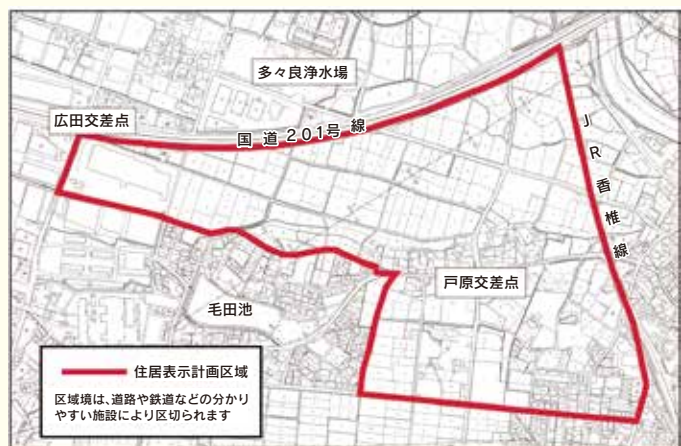 多々良浄水場
広田交差点
国道201号線
JR香椎線
戸原交差点
毛田池
住居表示計画区域
区域境は、道路や鉄道などの分かり
やすい施設により区切られます